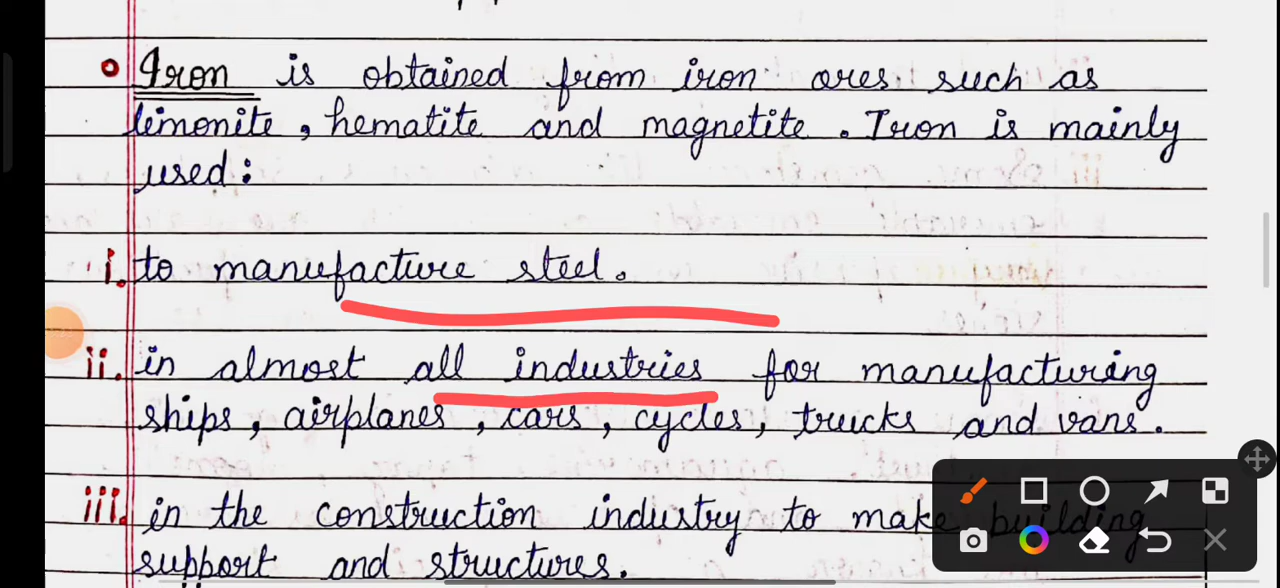 Iron is obtained from iron ores such as
limonite, hematite and magnetite. Iron is mainly
used:
i. to manufacture steel.
ii. in almost all industries for manufacturing
ships, airplanes, cars, cycles, trucks and vans.
iii. in the construction industry to make building
support and structures.